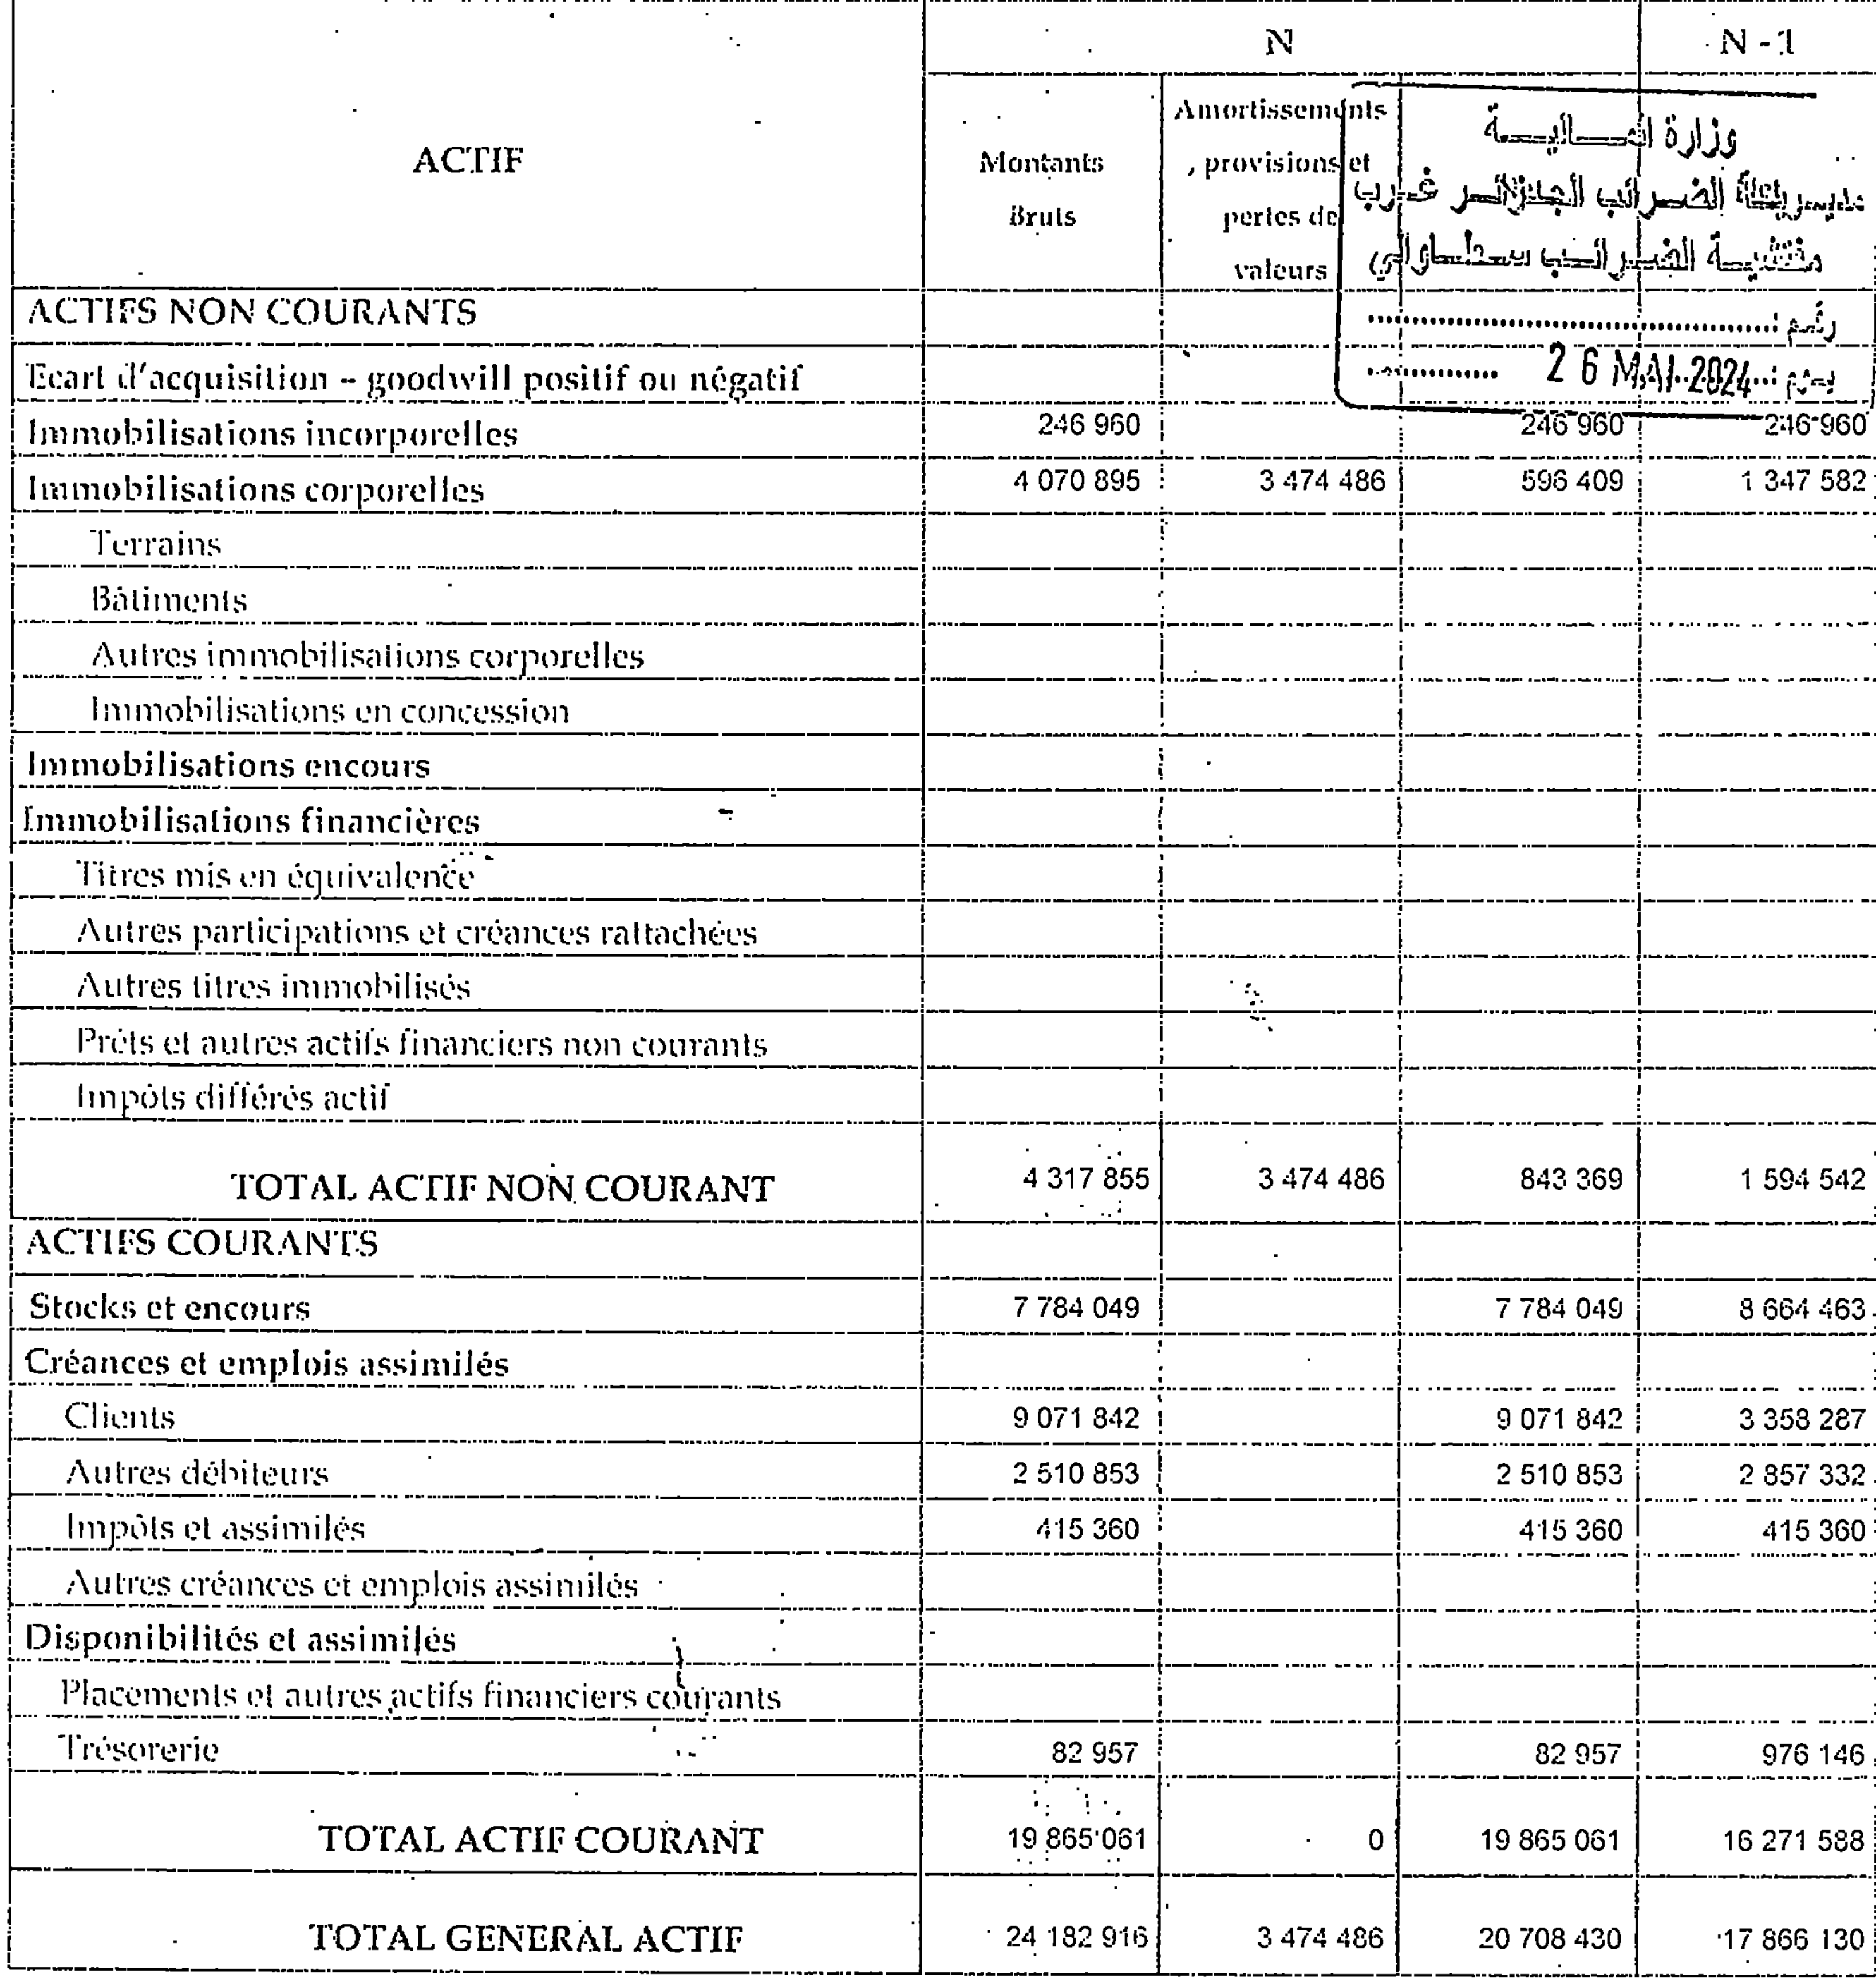 N N - 1
ACTIF
Montants
Bruts
Amortissements
, provisions et
pertes de
valeurs
وزارة المـــاليـــة
مديـريـة الضـرائب الجـزائـر غـرب
مفتشيـة الضـرائـب سـطـاوالي
رقم :
26 MAI 2024
ACTIFS NON COURANTS
Ecart d'acquisition – goodwill positif ou négatif
Immobilisations incorporelles 246 960 246 960 246 960
Immobilisations corporelles 4 070 895 3 474 486 596 409 1 347 582
Terrains
Bâtiments
Autres immobilisations corporelles
Immobilisations en concession
Immobilisations encours
Immobilisations financières
Titres mis en équivalence
Autres participations et créances rattachées
Autres titres immobilisés
Prêts et autres actifs financiers non courants
Impôts différés actif
TOTAL ACTIF NON COURANT 4 317 855 3 474 486 843 369 1 594 542
ACTIFS COURANTS
Stocks et encours 7 784 049 7 784 049 8 664 463
Créances et emplois assimilés
Clients 9 071 842 9 071 842 3 358 287
Autres débiteurs 2 510 853 2 510 853 2 857 332
Impôts et assimilés 415 360 415 360 415 360
Autres créances et emplois assimilés
Disponibilités et assimilés
Placements et autres actifs financiers courants
Trésorerie 82 957 82 957 976 146
TOTAL ACTIF COURANT 19 865 061 0 19 865 061 16 271 588
TOTAL GENERAL ACTIF 24 182 916 3 474 486 20 708 430 17 866 130